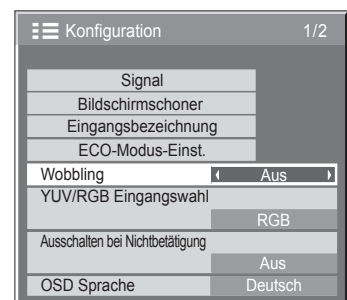 Konfiguration 1/2
Signal
Bildschirmschoner
Eingangsbezeichnung
ECO-Modus-Einst.
Wobbling Aus
YUV/RGB Eingangswahl
RGB
Ausschalten bei Nichtbetätigung
Aus
OSD Sprache Deutsch